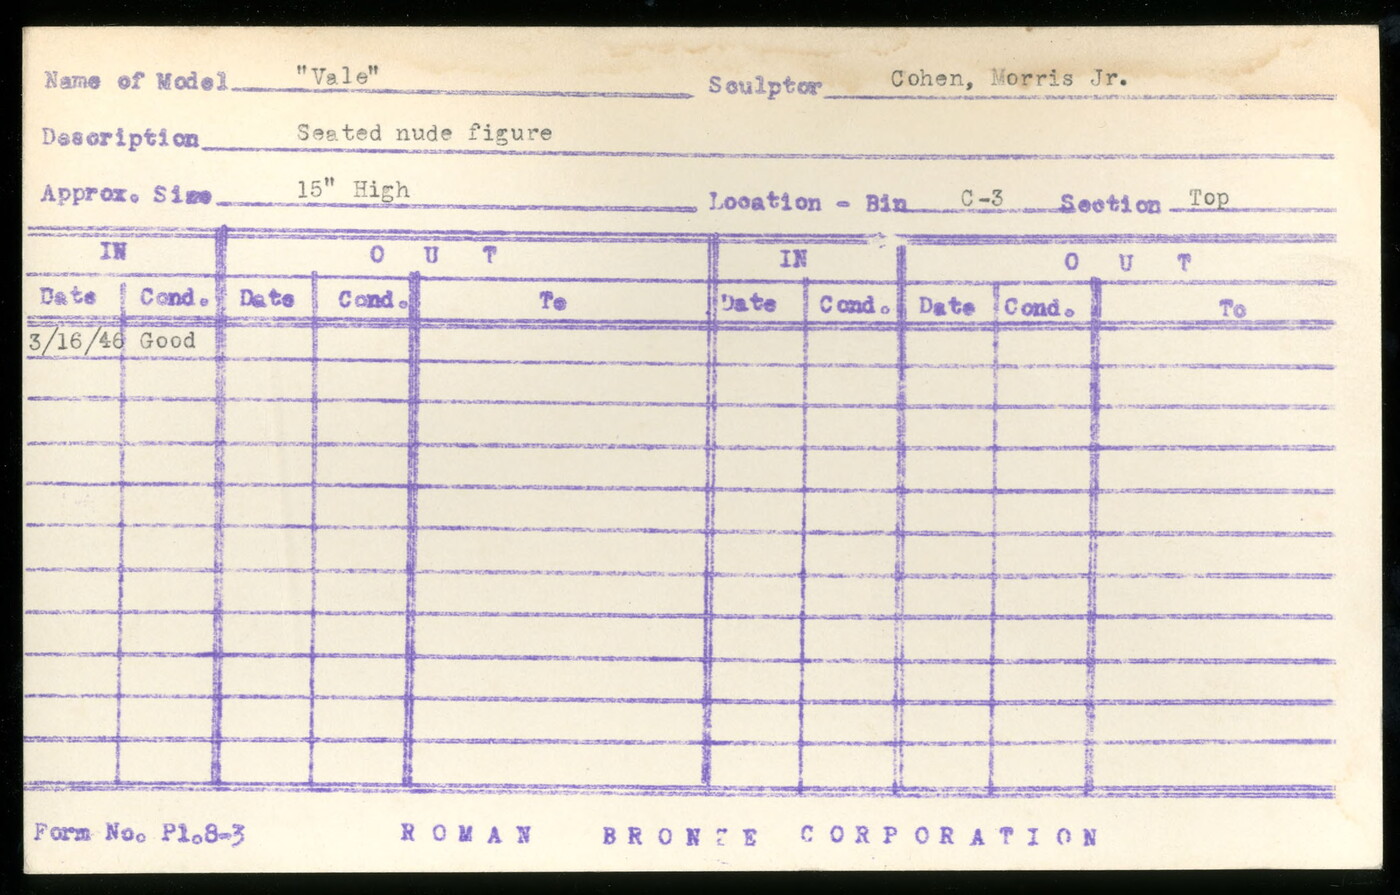 Name of Model "Vale" Sculptor Cohen, Morris Jr.
Description Seated nude figure
Approx. Size 15" High Location - Bin C-3 Section Top
IN OUT IN OUT
Date Cond. Date Cond. To Date Cond. Date Cond. To
3/16/46 Good
Form No. Pl.8-3 ROMAN BRONZE CORPORATION